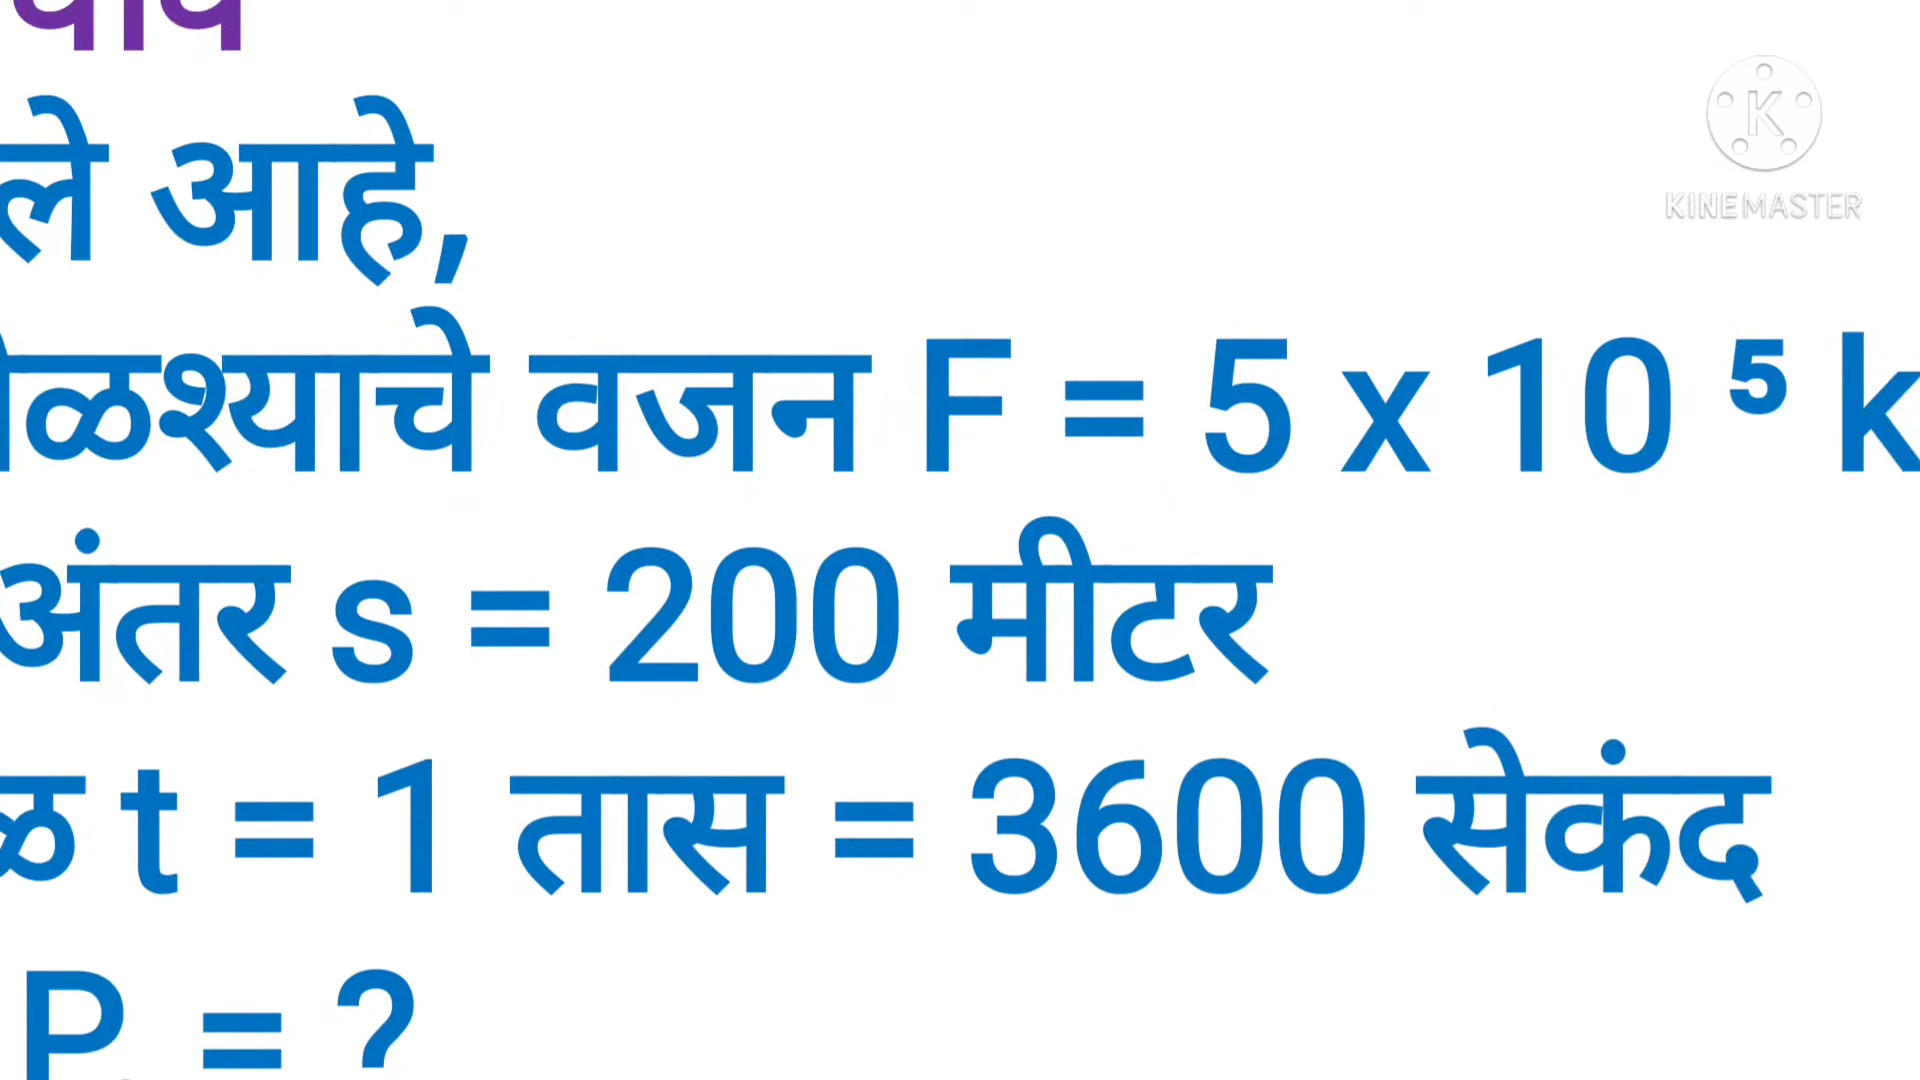 ले आहे,
KINEMASTER
ळश्याचे वजन F = 5 x 10 ⁵ k
अंतर s = 200 मीटर
t = 1 तास = 3600 सेकंद
P = ?